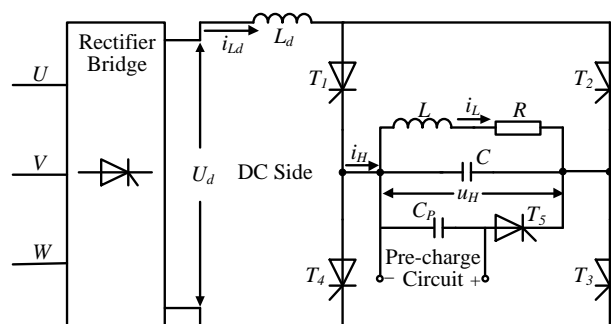 Rectifier
Bridge
U
V
W
i_Ld
L_d
U_d
DC Side
T_1
T_2
L
i_L
R
i_H
C
u_H
C_P
T_5
Pre-charge
− Circuit +
T_4
T_3